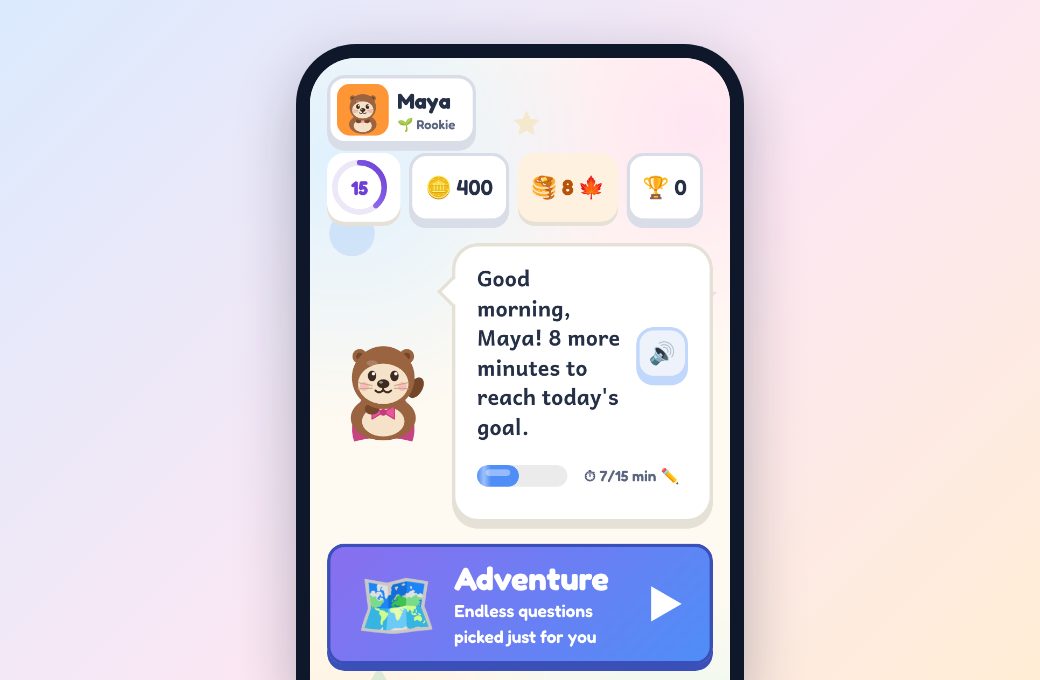 Maya
🌱 Rookie
15
🪙 400
🥞 8 🍁
🏆 0
Good
morning,
Maya! 8 more
minutes to
reach today's
goal.
⏱ 7/15 min ✏️
Adventure
Endless questions
picked just for you